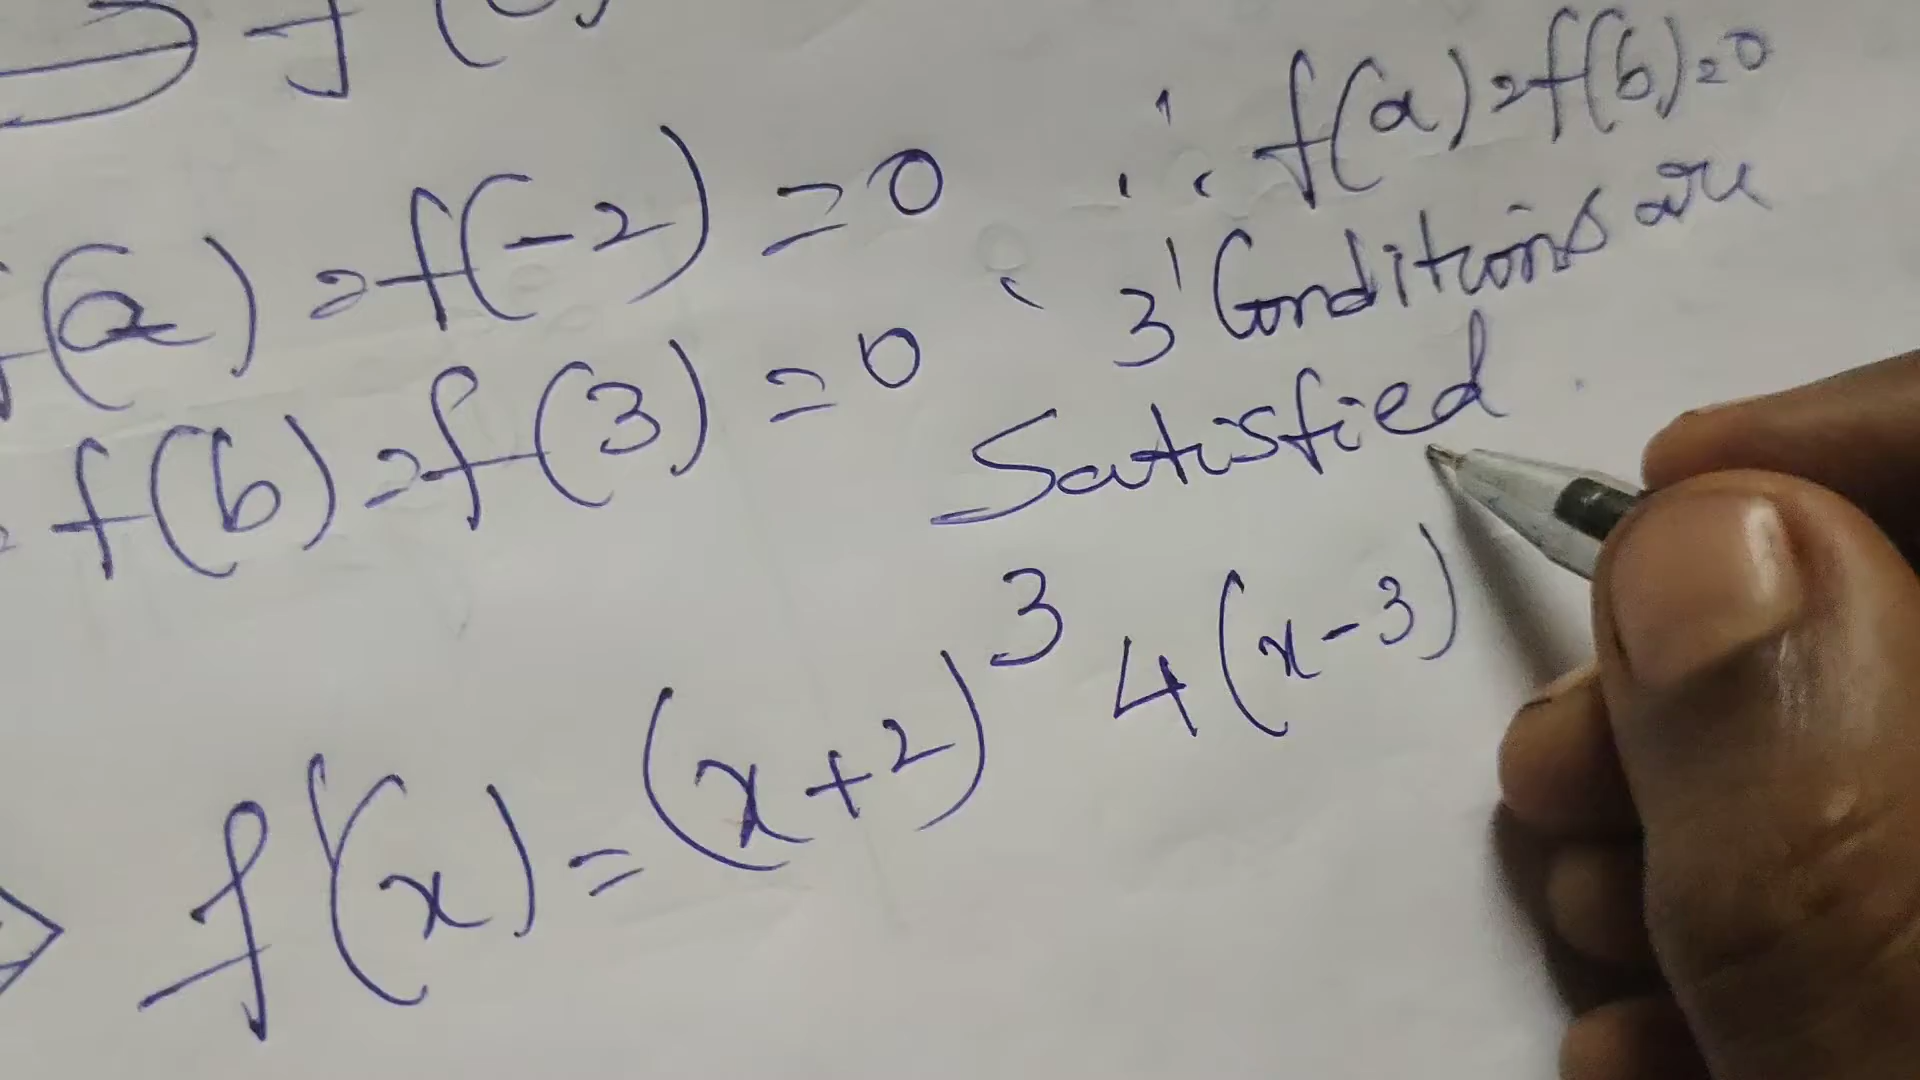 f(
∴ f(a)=f(b)=0
f(a) = f(-2) = 0
∴ 3 Conditions are
f(b) = f(3) = 0
Satisfied
f'(x) = (x+2)³ 4(x-3)